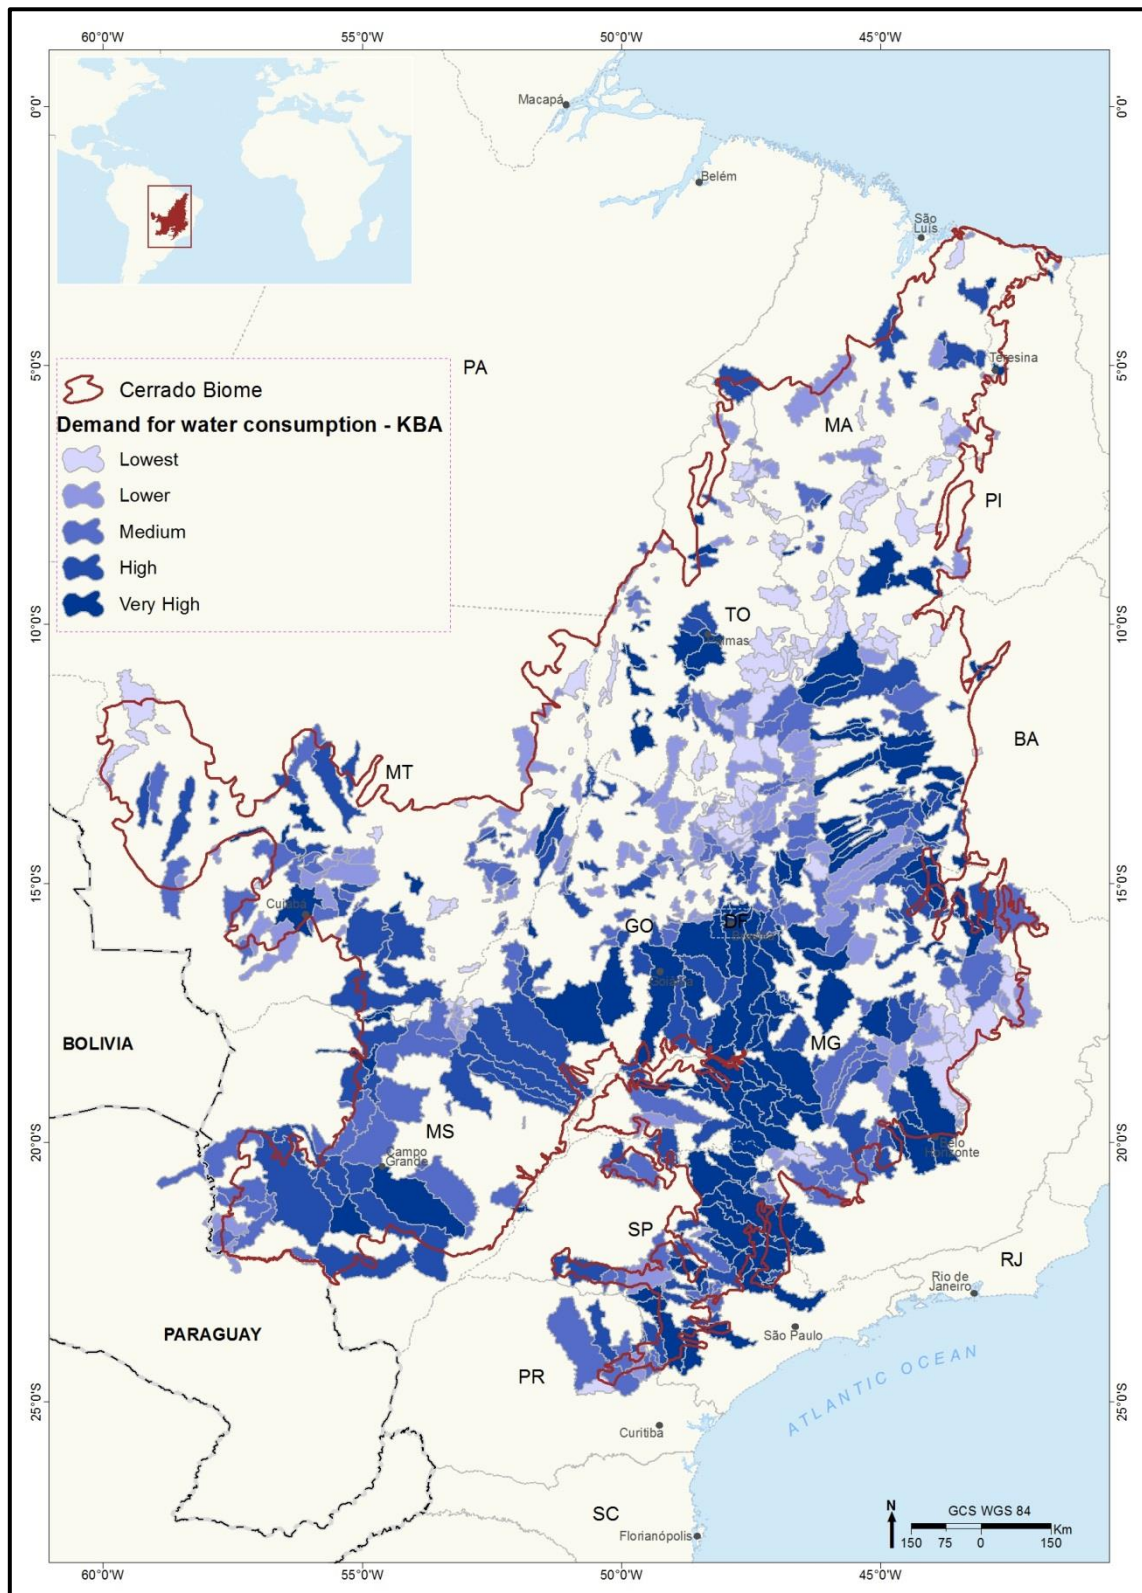 60°0'W 55°0'W 50°0'W 45°0'W
0°0' 0°0'
Macapá
Belém
São
Luís
5°0'S 5°0'S
PA
Teresina
Cerrado Biome
Demand for water consumption - KBA
MA
Lowest
Lower
PI
Medium
High
Very High
TO
10°0'S 10°0'S
BA
MT
15°0'S 15°0'S
Cuiabá
GO
DF
Goiânia
BOLIVIA
MG
MS
20°0'S 20°0'S
Campo
Grande
Belo
Horizonte
SP
RJ
Rio de
Janeiro
PARAGUAY
São Paulo
PR
ATLANTIC OCEAN
25°0'S 25°0'S
Curitiba
SC
N
GCS WGS 84
Km
150 75 0 150
Florianópolis
60°0'W 55°0'W 50°0'W 45°0'W